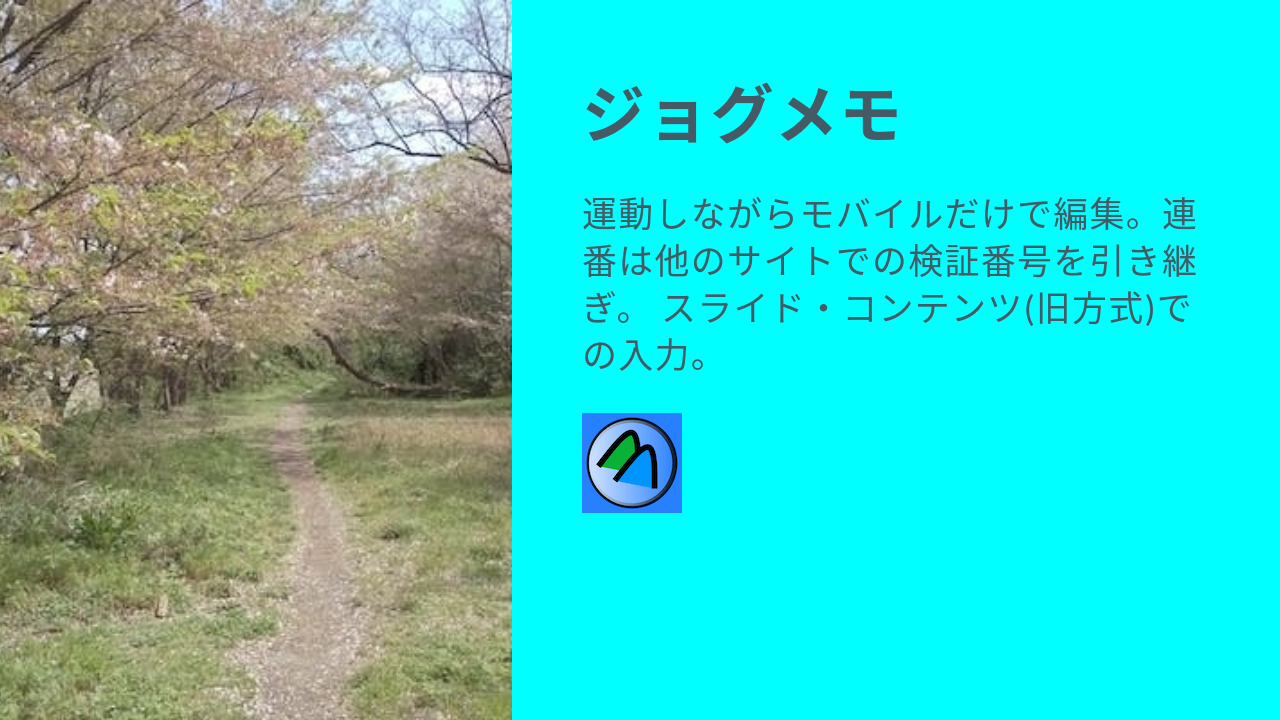 ジョグメモ
運動しながらモバイルだけで編集。連
番は他のサイトでの検証番号を引き継
ぎ。 スライド・コンテンツ(旧方式)で
の入力。